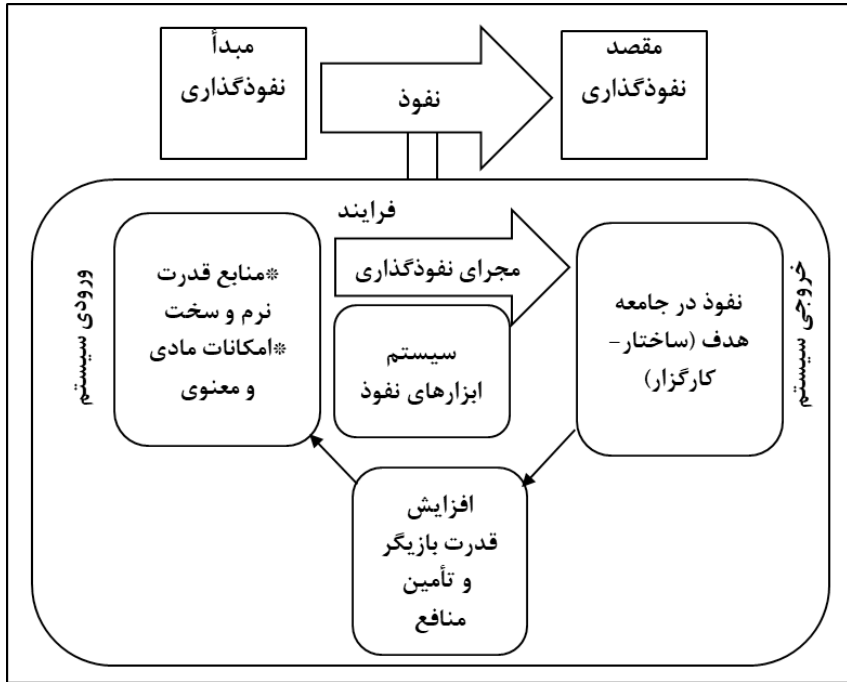 مبدأ
نفوذگذاری
نفوذ
مقصد
نفوذگذاری
ورودی سیستم
*منابع قدرت
نرم و سخت
*امکانات مادی
و معنوی
فرایند
مجرای نفوذگذاری
سیستم
ابزارهای نفوذ
نفوذ در جامعه
هدف (ساختار-
کارگزار)
خروجی سیستم
افزایش
قدرت بازیگر
و تأمین
منافع